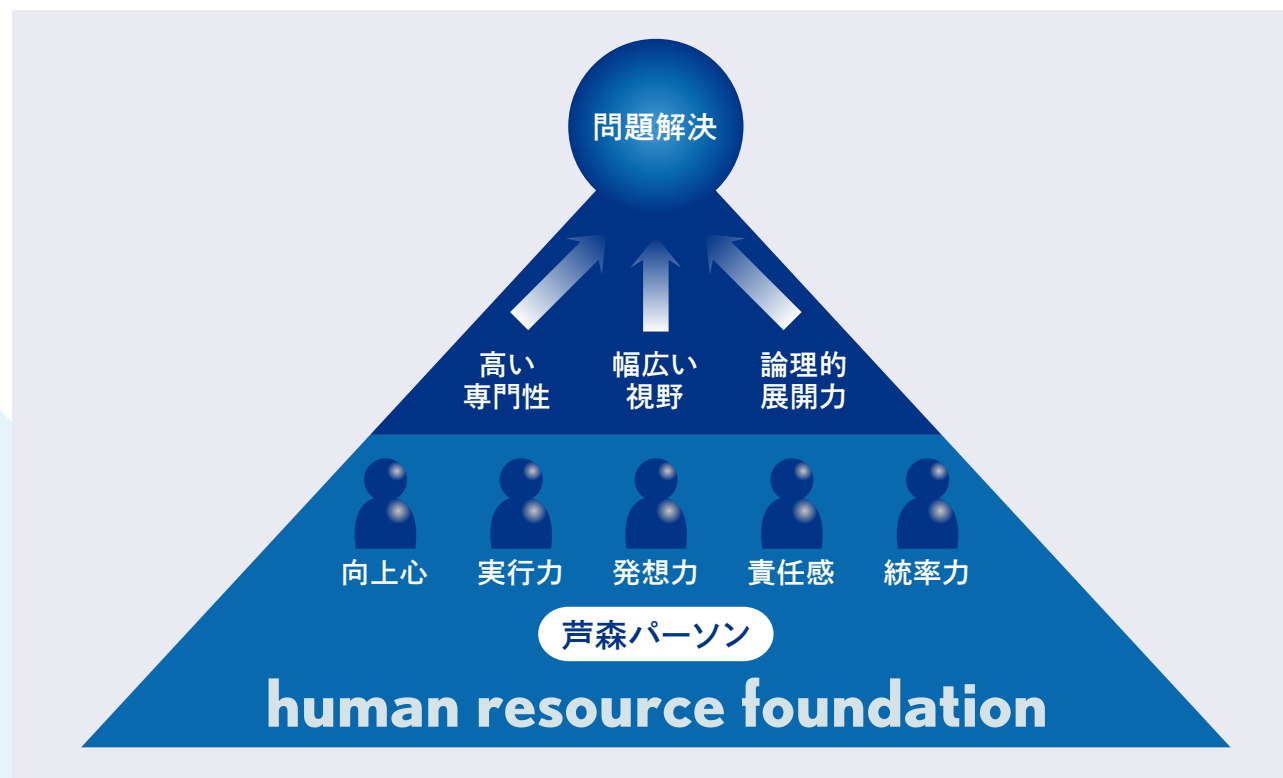 問題解決
高い
専門性
幅広い
視野
論理的
展開力
向上心
実行力
発想力
責任感
統率力
芦森パーソン
human resource foundation